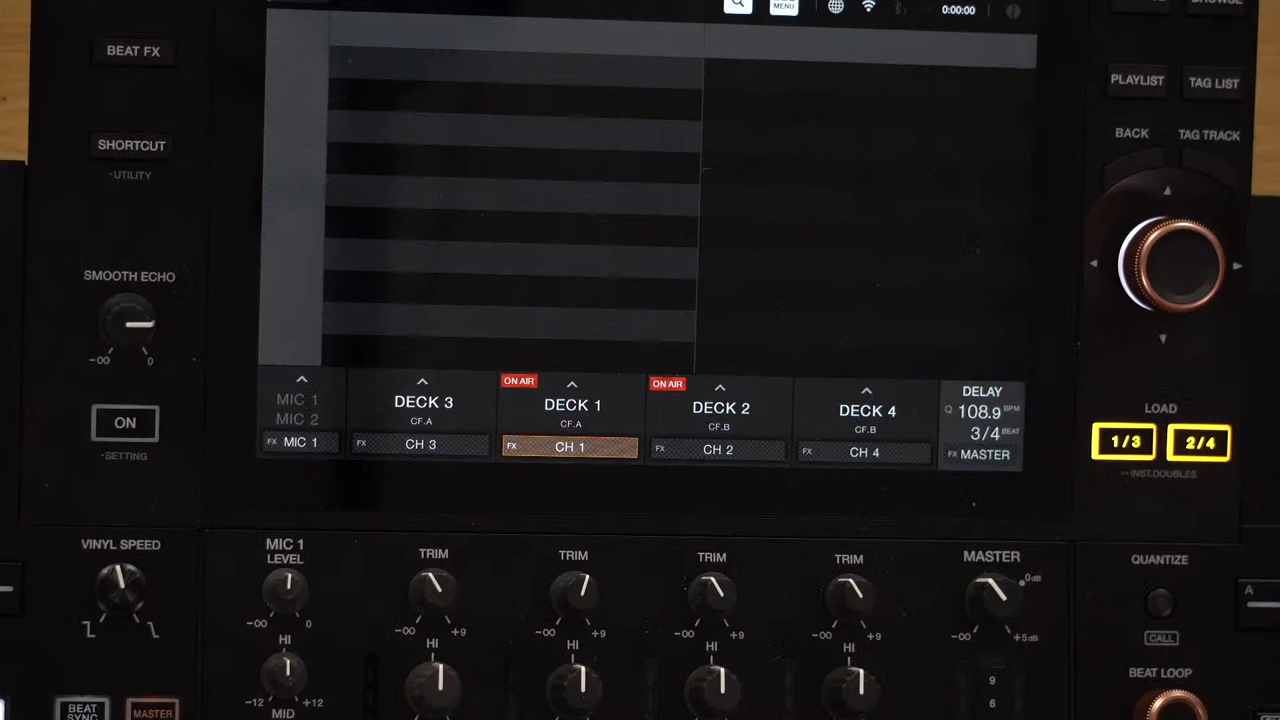 MENU
0:00:00
BROWSE
BEAT FX
PLAYLIST
TAG LIST
BACK
TAG TRACK
SHORTCUT
-UTILITY
SMOOTH ECHO
-∞ 0
ON
-SETTING
MIC 1
MIC 2
FX MIC 1
DECK 3
CF.A
FX CH 3
ON AIR
DECK 1
CF.A
FX CH 1
ON AIR
DECK 2
CF.B
FX CH 2
DECK 4
CF.B
FX CH 4
DELAY
108.9 BPM
3/4 BEAT
FX MASTER
LOAD
1/3
2/4
INST.DOUBLES
VINYL SPEED
MIC 1
LEVEL
-∞ 0
HI
-12 +12
MID
TRIM
-∞ +9
HI
TRIM
-∞ +9
HI
TRIM
-∞ +9
HI
TRIM
-∞ +9
HI
MASTER
0dB
-∞ +5dB
9
6
QUANTIZE
CALL
BEAT LOOP
A
BEAT
SYNC
MASTER